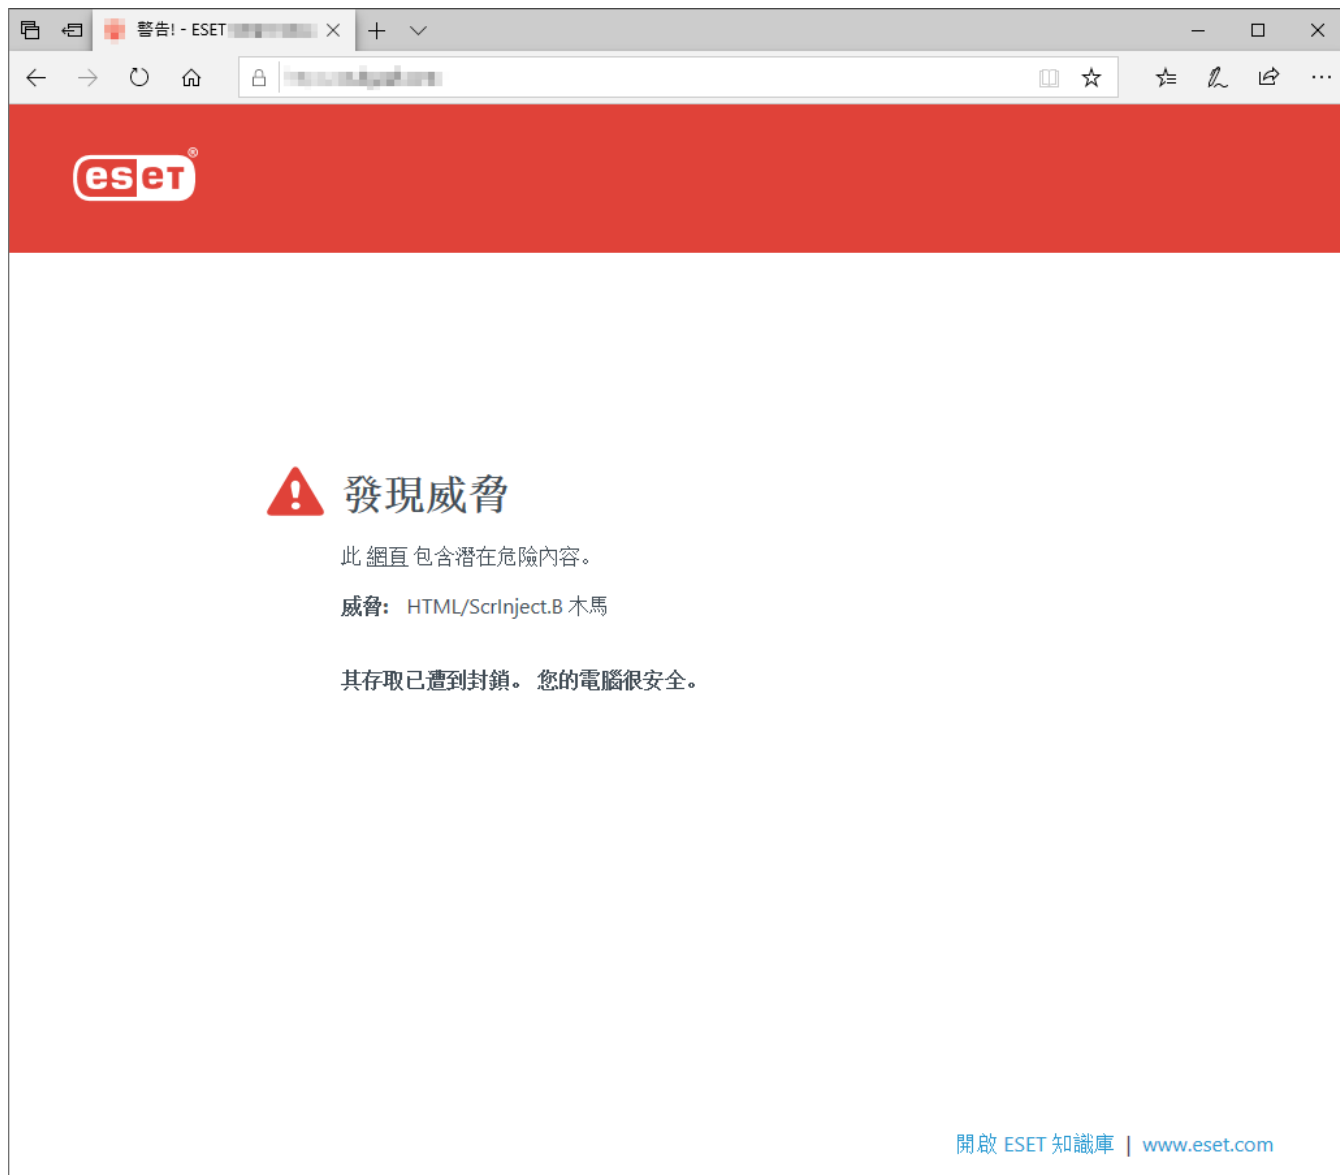 警告! - ESET
eset®
發現威脅
此 網頁 包含潛在危險內容。
威脅: HTML/ScrInject.B 木馬
其存取已遭到封鎖。 您的電腦很安全。
開啟 ESET 知識庫 | www.eset.com